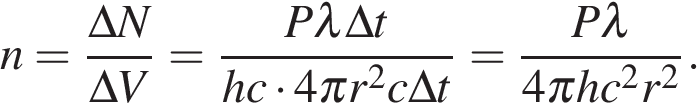 n = ΔN/ΔV = PλΔt/(hc · 4πr²cΔt) = Pλ/(4πhc²r²).